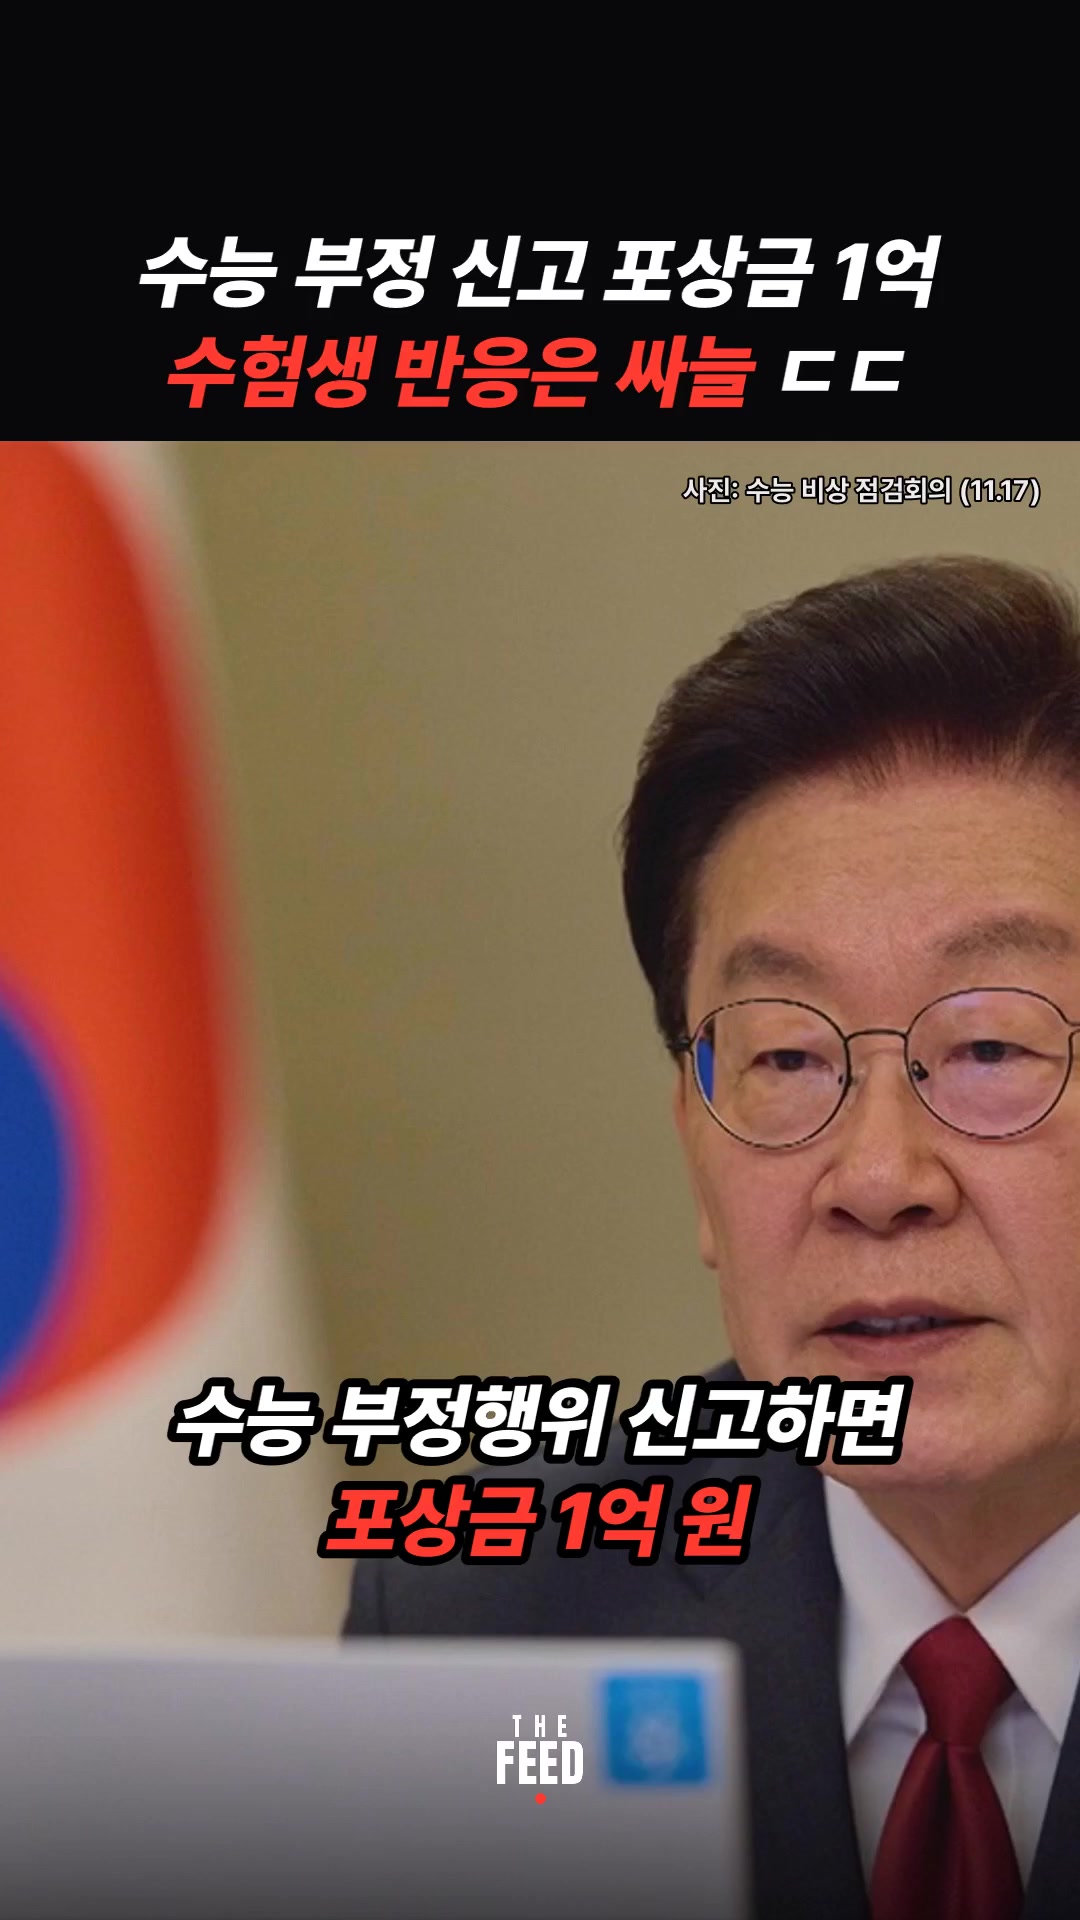 수능 부정 신고 포상금 1억
수험생 반응은 싸늘 ㄷㄷ
사진: 수능 비상 점검회의 (11.17)
수능 부정행위 신고하면
포상금 1억 원
THE
FEED